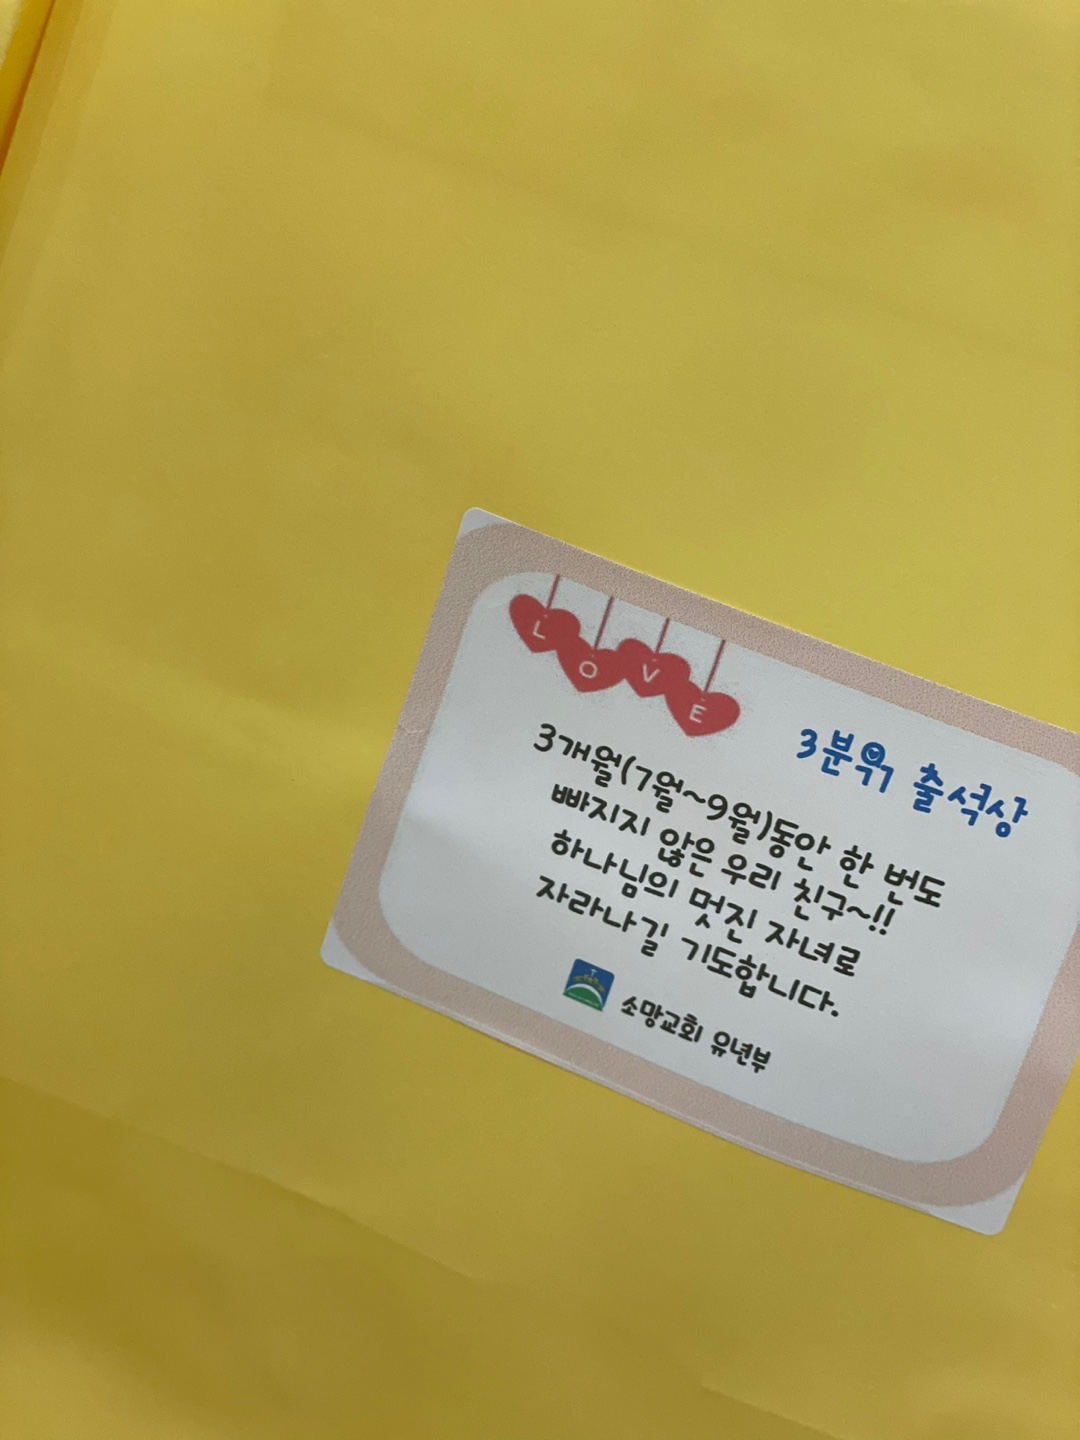 LOVE
3분윆 출석상
3개월(7월~9월)동안 한 번도
빠지지 않은 우리 친구~!!
하나님의 멋진 자녀로
자라나길 기도합니다.
소망교회 유년부